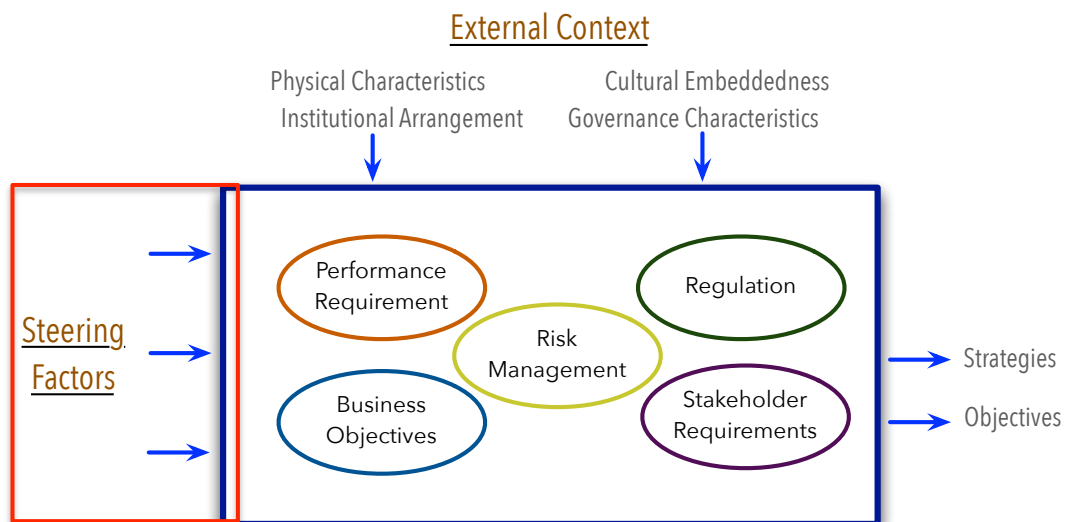 External Context
Physical Characteristics
Institutional Arrangement
Cultural Embeddedness
Governance Characteristics
Steering
Factors
Performance
Requirement
Regulation
Risk
Management
Business
Objectives
Stakeholder
Requirements
Strategies
Objectives